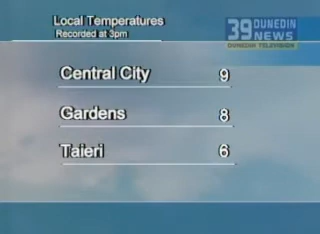 Local Temperatures
Recorded at 3pm
39 DUNEDIN NEWS
DUNEDIN TELEVISION
Central City 9
Gardens 8
Taieri 6